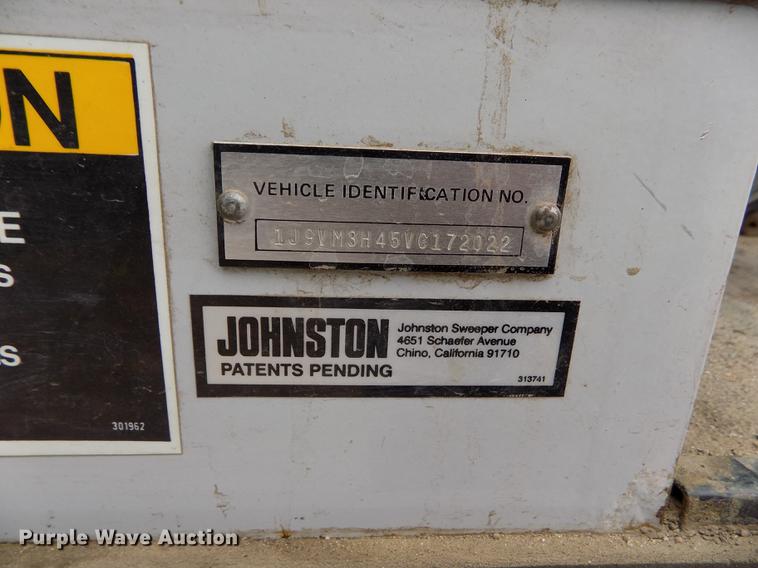 ON
E
S
LS
301962
VEHICLE IDENTIFICATION NO.
1J9VM3H45VC172022
JOHNSTON
PATENTS PENDING
Johnston Sweeper Company
4651 Schaefer Avenue
Chino, California 91710
313741
Purple Wave Auction®